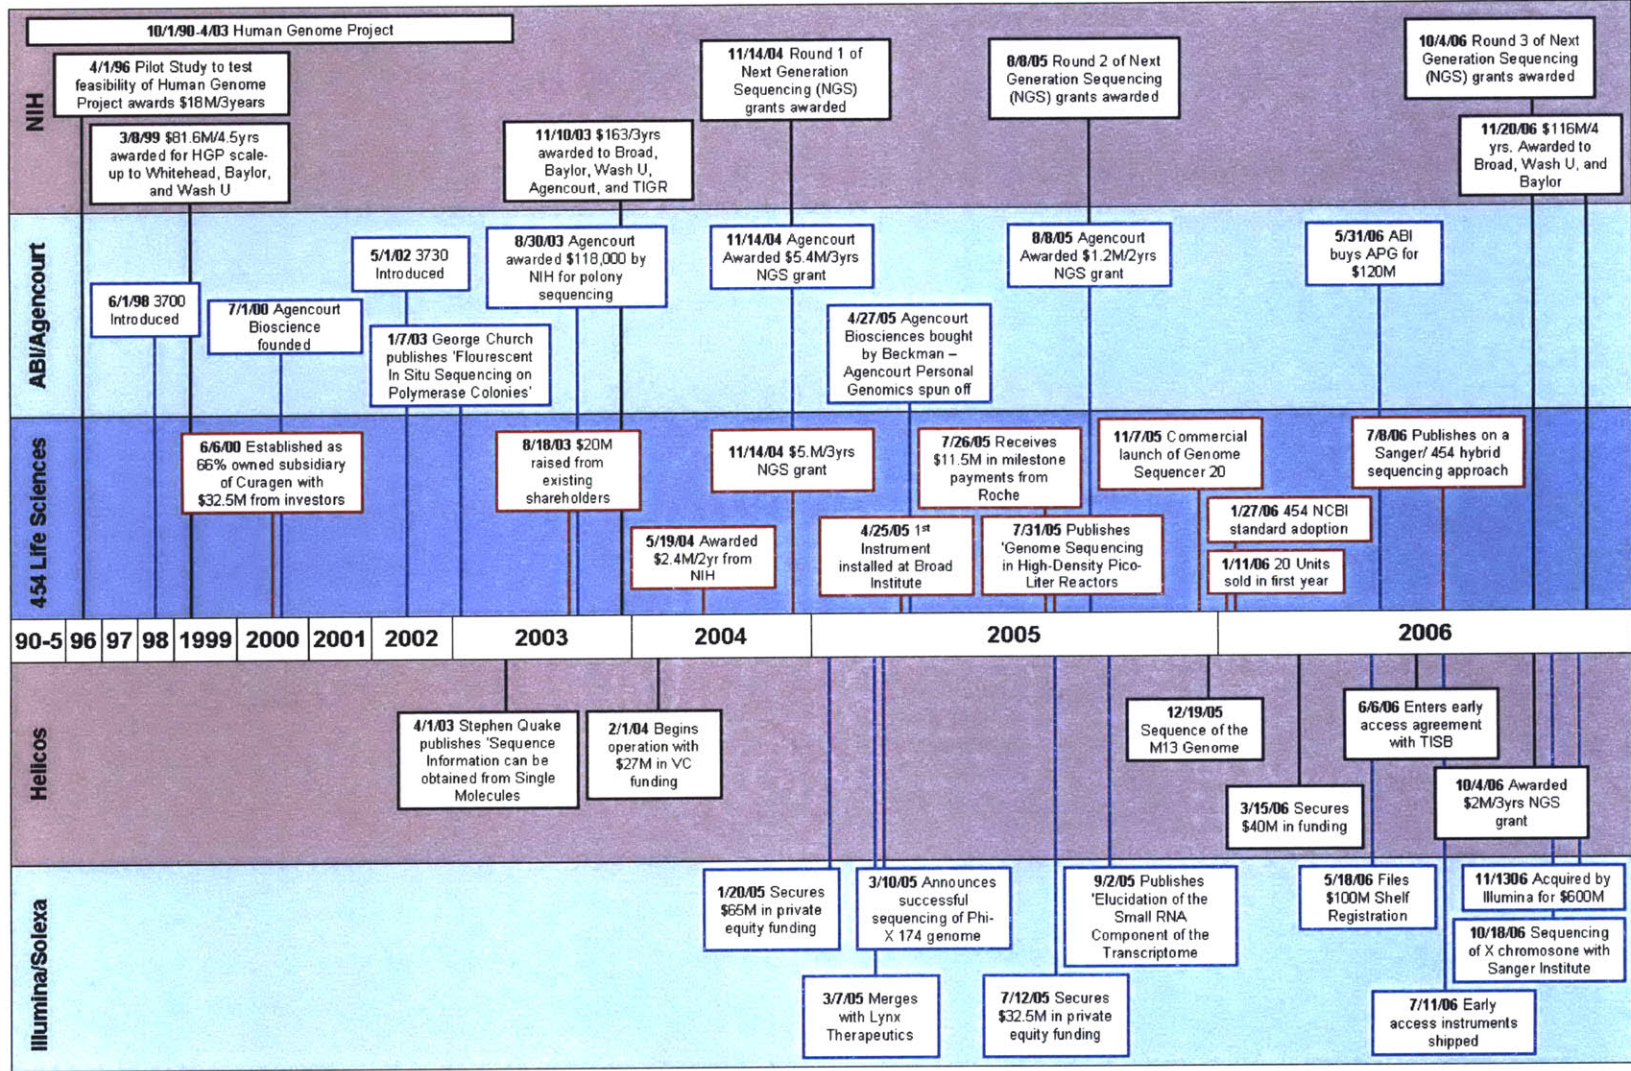 NIH
10/1/90-4/03 Human Genome Project
4/1/96 Pilot Study to test
feasibility of Human Genome
Project awards $18M/3years
3/8/99 $81.6M/4.5yrs
awarded for HGP scale-
up to Whitehead, Baylor,
and Wash U
11/10/03 $163/3yrs
awarded to Broad,
Baylor, Wash U,
Agencourt, and TIGR
11/14/04 Round 1 of
Next Generation
Sequencing (NGS)
grants awarded
8/8/05 Round 2 of Next
Generation Sequencing
(NGS) grants awarded
10/4/06 Round 3 of Next
Generation Sequencing
(NGS) grants awarded
11/20/06 $116M/4
yrs. Awarded to
Broad, Wash U, and
Baylor
ABI/Agencourt
6/1/98 3700
Introduced
7/1/00 Agencourt
Bioscience
founded
5/1/02 3730
Introduced
1/7/03 George Church
publishes 'Flourescent
In Situ Sequencing on
Polymerase Colonies'
8/30/03 Agencourt
awarded $118,000 by
NIH for polony
sequencing
11/14/04 Agencourt
Awarded $5.4M/3yrs
NGS grant
4/27/05 Agencourt
Biosciences bought
by Beckman –
Agencourt Personal
Genomics spun off
8/8/05 Agencourt
Awarded $1.2M/2yrs
NGS grant
5/31/06 ABI
buys APG for
$120M
454 Life Sciences
6/6/00 Established as
66% owned subsidiary
of Curagen with
$32.5M from investors
8/18/03 $20M
raised from
existing
shareholders
5/19/04 Awarded
$2.4M/2yr from
NIH
11/14/04 $5.M/3yrs
NGS grant
4/25/05 1st
Instrument
installed at Broad
Institute
7/26/05 Receives
$11.5M in milestone
payments from
Roche
7/31/05 Publishes
'Genome Sequencing
in High-Density Pico-
Liter Reactors
11/7/05 Commercial
launch of Genome
Sequencer 20
1/27/06 454 NCBI
standard adoption
1/11/06 20 Units
sold in first year
7/8/06 Publishes on a
Sanger/ 454 hybrid
sequencing approach
90-5 96 97 98 1999 2000 2001 2002 2003 2004 2005 2006
Helicos
4/1/03 Stephen Quake
publishes 'Sequence
Information can be
obtained from Single
Molecules
2/1/04 Begins
operation with
$27M in VC
funding
12/19/05
Sequence of the
M13 Genome
3/15/06 Secures
$40M in funding
6/6/06 Enters early
access agreement
with TISB
10/4/06 Awarded
$2M/3yrs NGS
grant
Illumina/Solexa
1/20/05 Secures
$65M in private
equity funding
3/7/05 Merges
with Lynx
Therapeutics
3/10/05 Announces
successful
sequencing of Phi-
X 174 genome
7/12/05 Secures
$32.5M in private
equity funding
9/2/05 Publishes
'Elucidation of the
Small RNA
Component of the
Transcriptome
5/18/06 Files
$100M Shelf
Registration
7/11/06 Early
access instruments
shipped
11/1306 Acquired by
Illumina for $600M
10/18/06 Sequencing
of X chromosone with
Sanger Institute